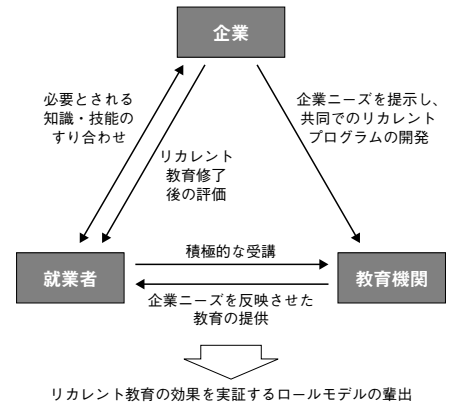 企業
必要とされる
知識・技能の
すり合わせ
リカレント
教育修了
後の評価
企業ニーズを提示し、
共同でのリカレント
プログラムの開発
就業者
積極的な受講
企業ニーズを反映させた
教育の提供
教育機関
リカレント教育の効果を実証するロールモデルの輩出